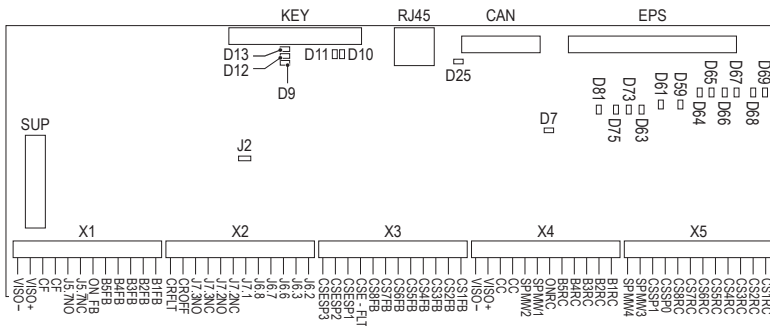 KEY
RJ45
CAN
EPS
D13
D12
D9
D11
D10
D25
D7
D81
D75
D73
D63
D61
D59
D64
D65
D66
D67
D68
D69
SUP
J2
X1
X2
X3
X4
X5
VISO-
VISO+
CF
CF
J5.7NO
J5.7NC
ON_FB
B5FB
B4FB
B3FB
B2FB
B1FB
CRFLT
CROFF
J7.3NO
J7.3NO
J7.2NO
J7.2NC
J7.1
J6.8
J6.7
J6.6
J6.3
J6.2
CSESP3
CSESP2
CSESP1
CSE - FLT
CS8FB
CS7FB
CS6FB
CS5FB
CS4FB
CS3FB
CS2FB
CS1FB
VISO-
VISO+
CC
CC
SPMM2
SPMM1
ONRC
B5RC
B4RC
B3RC
B2RC
B1RC
SPMM4
SPMM3
CSSP1
CSSP0
CS8RC
CS7RC
CS6RC
CS5RC
CS4RC
CS3RC
CS2RC
CS1RC